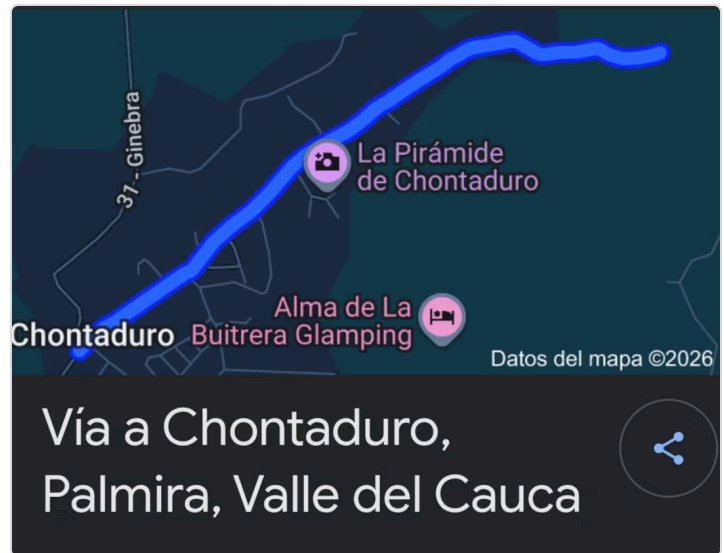 31 - Ginebra
La Pirámide
de Chontaduro
Alma de La
Buitrera Glamping
Chontaduro
Datos del mapa ©2026
Vía a Chontaduro,
Palmira, Valle del Cauca